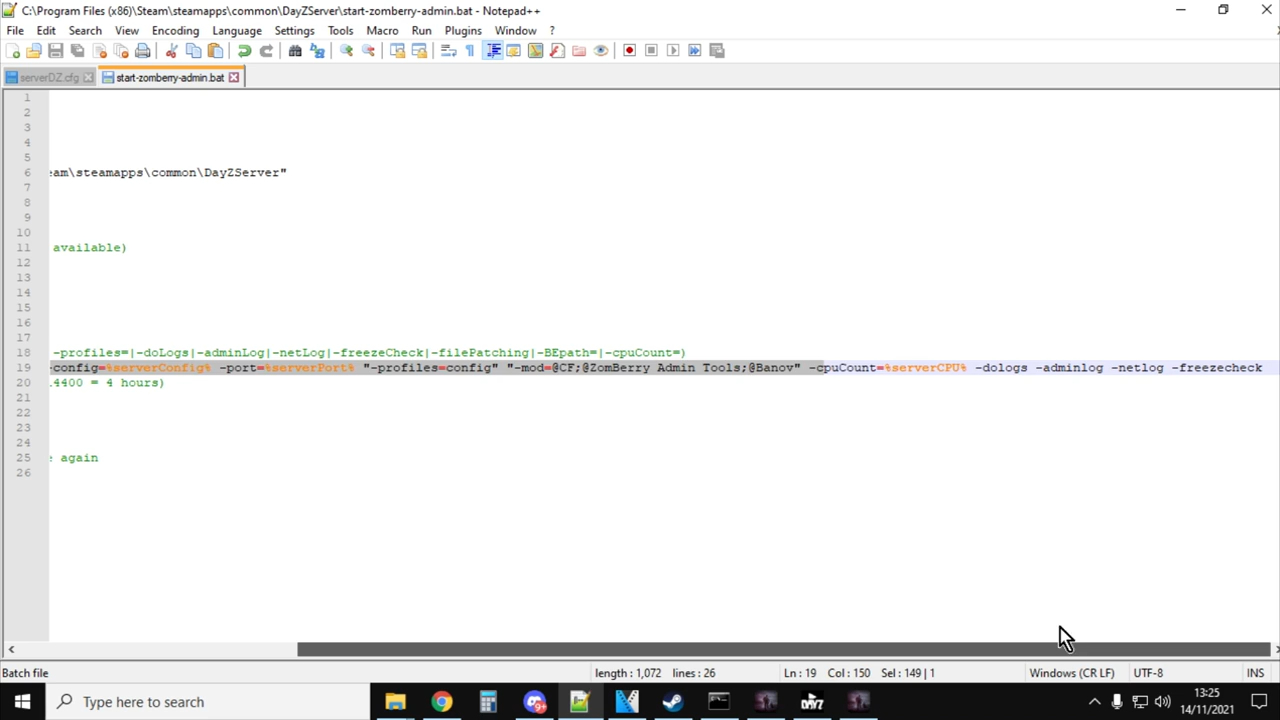 C:\Program Files (x86)\Steam\steamapps\common\DayZServer\start-zomberry-admin.bat - Notepad++
File Edit Search View Encoding Language Settings Tools Macro Run Plugins Window ?
serverDZ.cfg start-zomberry-admin.bat
1
2
3
4
5
6 am\steamapps\common\DayZServer"
7
8
9
10
11 available)
12
13
14
15
16
17
18 -profiles=|-doLogs|-adminLog|-netLog|-freezeCheck|-filePatching|-BEpath=|-cpuCount=)
19 -config=%serverConfig% -port=%serverPort% "-profiles=config" "-mod=@CF;@ZomBerry Admin Tools;@Banov" -cpuCount=%serverCPU% -dologs -adminlog -netlog -freezecheck
20 4400 = 4 hours)
21
22
23
24
25 again
26
Batch file length : 1,072 lines : 26 Ln : 19 Col : 150 Sel : 149 | 1 Windows (CR LF) UTF-8 INS
Type here to search
DAYZ
13:25
14/11/2021